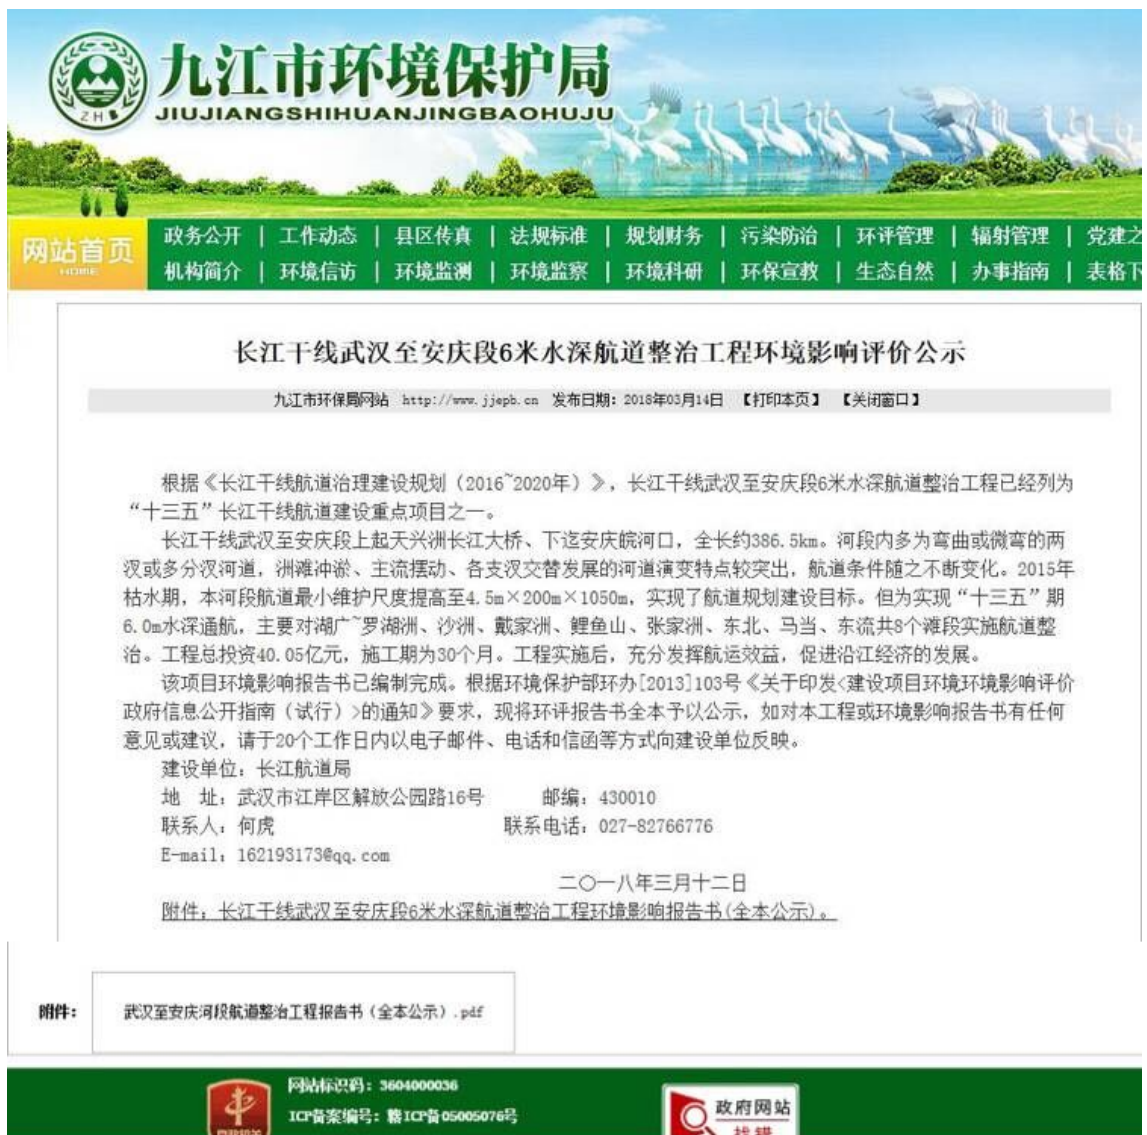 九江市环境保护局
JIUJIANGSHIHUANJINGBAOHUJU
ZHB
网站首页
HOME
政务公开 | 工作动态 | 县区传真 | 法规标准 | 规划财务 | 污染防治 | 环评管理 | 辐射管理 | 党建之
机构简介 | 环境信访 | 环境监测 | 环境监察 | 环境科研 | 环保宣教 | 生态自然 | 办事指南 | 表格下
长江干线武汉至安庆段6米水深航道整治工程环境影响评价公示
九江市环保局网站 http://www.jjepb.cn 发布日期：2018年03月14日 【打印本页】 【关闭窗口】
根据《长江干线航道治理建设规划（2016~2020年）》，长江干线武汉至安庆段6米水深航道整治工程已经列为
“十三五”长江干线航道建设重点项目之一。
长江干线武汉至安庆段上起天兴洲长江大桥、下迄安庆皖河口，全长约386.5km。河段内多为弯曲或微弯的两
汊或多分汊河道，洲滩冲淤、主流摆动、各支汊交替发展的河道演变特点较突出，航道条件随之不断变化。2015年
枯水期，本河段航道最小维护尺度提高至4.5m×200m×1050m，实现了航道规划建设目标。但为实现“十三五”期
6.0m水深通航，主要对湖广~罗湖洲、沙洲、戴家洲、鲤鱼山、张家洲、东北、马当、东流共8个滩段实施航道整
治。工程总投资40.05亿元，施工期为30个月。工程实施后，充分发挥航运效益，促进沿江经济的发展。
该项目环境影响报告书已编制完成。根据环境保护部环办[2013]103号《关于印发<建设项目环境环境影响评价
政府信息公开指南（试行）>的通知》要求，现将环评报告书全本予以公示，如对本工程或环境影响报告书有任何
意见或建议，请于20个工作日内以电子邮件、电话和信函等方式向建设单位反映。
建设单位：长江航道局
地 址：武汉市江岸区解放公园路16号 邮编：430010
联系人：何虎 联系电话：027-82766776
E-mail：162193173@qq.com
二〇一八年三月十二日
附件：长江干线武汉至安庆段6米水深航道整治工程环境影响报告书(全本公示)。
附件： 武汉至安庆河段航道整治工程报告书（全本公示）.pdf
网站标识码：3604000036
ICP备案编号：赣ICP备05005076号
政府网站
找错